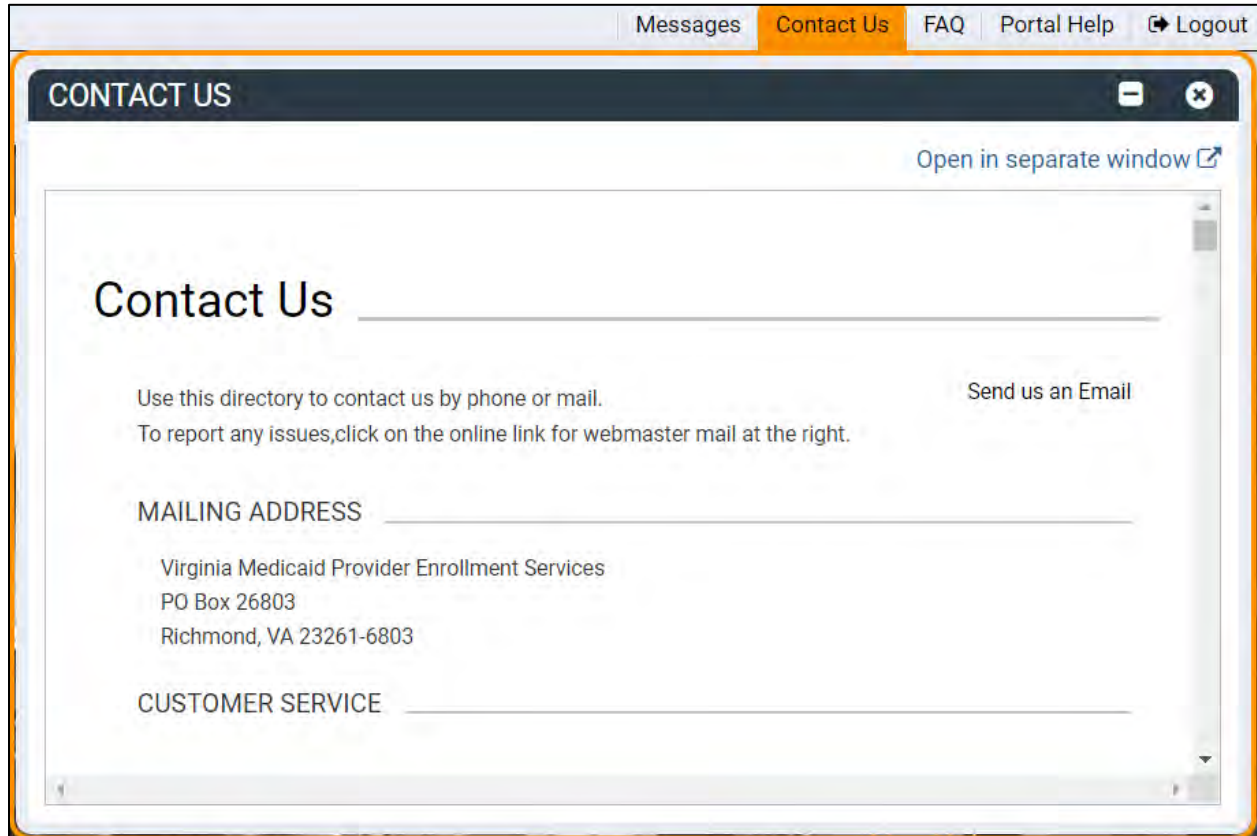 Messages Contact Us FAQ Portal Help Logout
CONTACT US
Open in separate window
Contact Us
Use this directory to contact us by phone or mail.
Send us an Email
To report any issues,click on the online link for webmaster mail at the right.
MAILING ADDRESS
Virginia Medicaid Provider Enrollment Services
PO Box 26803
Richmond, VA 23261-6803
CUSTOMER SERVICE